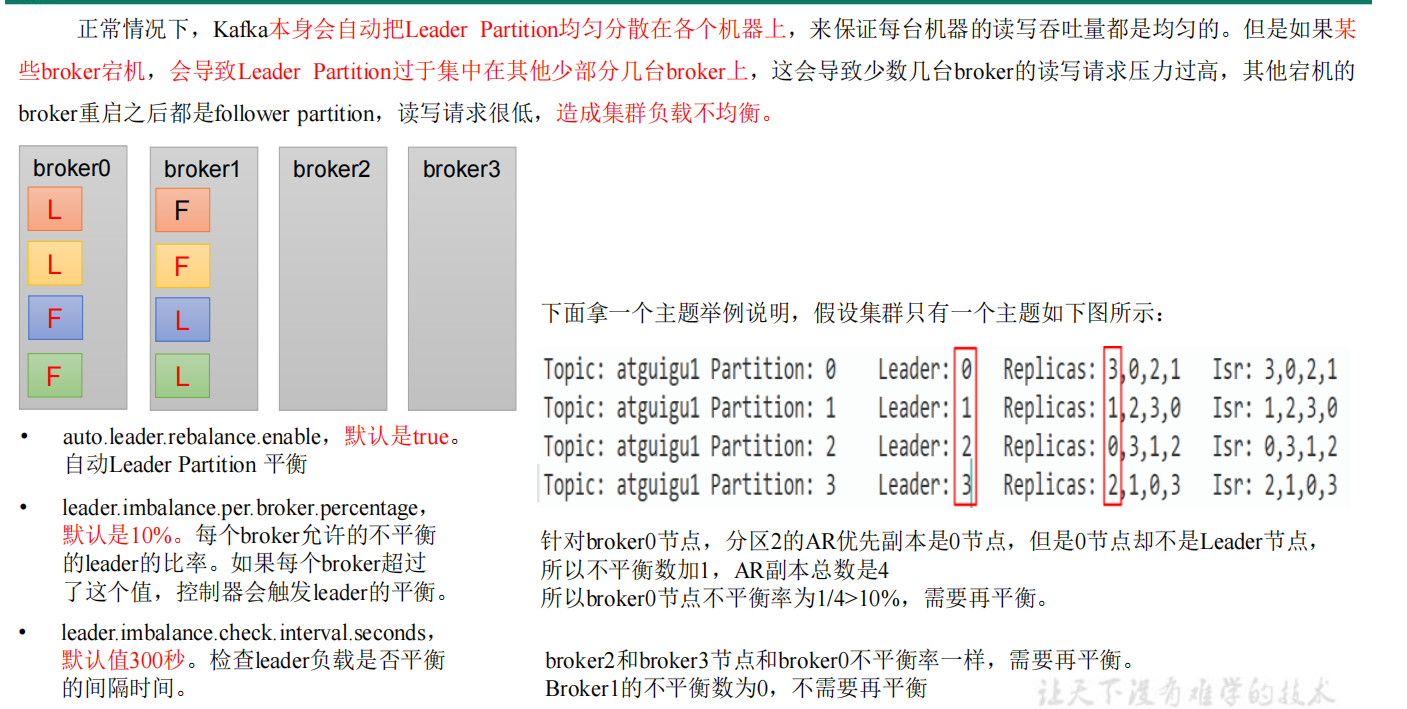 正常情况下，Kafka本身会自动把Leader Partition均匀分散在各个机器上，来保证每台机器的读写吞吐量都是均匀的。但是如果某
些broker宕机，会导致Leader Partition过于集中在其他少部分几台broker上，这会导致少数几台broker的读写请求压力过高，其他宕机的
broker重启之后都是follower partition，读写请求很低，造成集群负载不均衡。
broker0 broker1 broker2 broker3
L F
L F
F L
F L
• auto.leader.rebalance.enable，默认是true。
自动Leader Partition 平衡
• leader.imbalance.per.broker.percentage，
默认是10%。每个broker允许的不平衡
的leader的比率。如果每个broker超过
了这个值，控制器会触发leader的平衡。
• leader.imbalance.check.interval.seconds，
默认值300秒。检查leader负载是否平衡
的间隔时间。
下面拿一个主题举例说明，假设集群只有一个主题如下图所示：
Topic: atguigu1 Partition: 0 Leader: 0 Replicas: 3,0,2,1 Isr: 3,0,2,1
Topic: atguigu1 Partition: 1 Leader: 1 Replicas: 1,2,3,0 Isr: 1,2,3,0
Topic: atguigu1 Partition: 2 Leader: 2 Replicas: 0,3,1,2 Isr: 0,3,1,2
Topic: atguigu1 Partition: 3 Leader: 3 Replicas: 2,1,0,3 Isr: 2,1,0,3
针对broker0节点，分区2的AR优先副本是0节点，但是0节点却不是Leader节点，
所以不平衡数加1，AR副本总数是4
所以broker0节点不平衡率为1/4>10%，需要再平衡。
broker2和broker3节点和broker0不平衡率一样，需要再平衡。
Broker1的不平衡数为0，不需要再平衡
让天下没有难学的技术